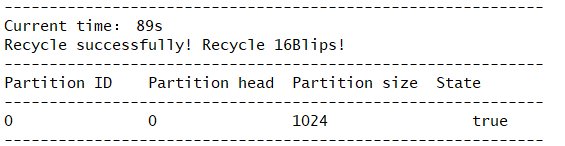 ------------------------------------------------------------
Current time： 89s
Recycle successfully! Recycle 16Blips!
------------------------------------------------------------
Partition ID    Partition head  Partition size  State
------------------------------------------------------------
0               0               1024                true
------------------------------------------------------------